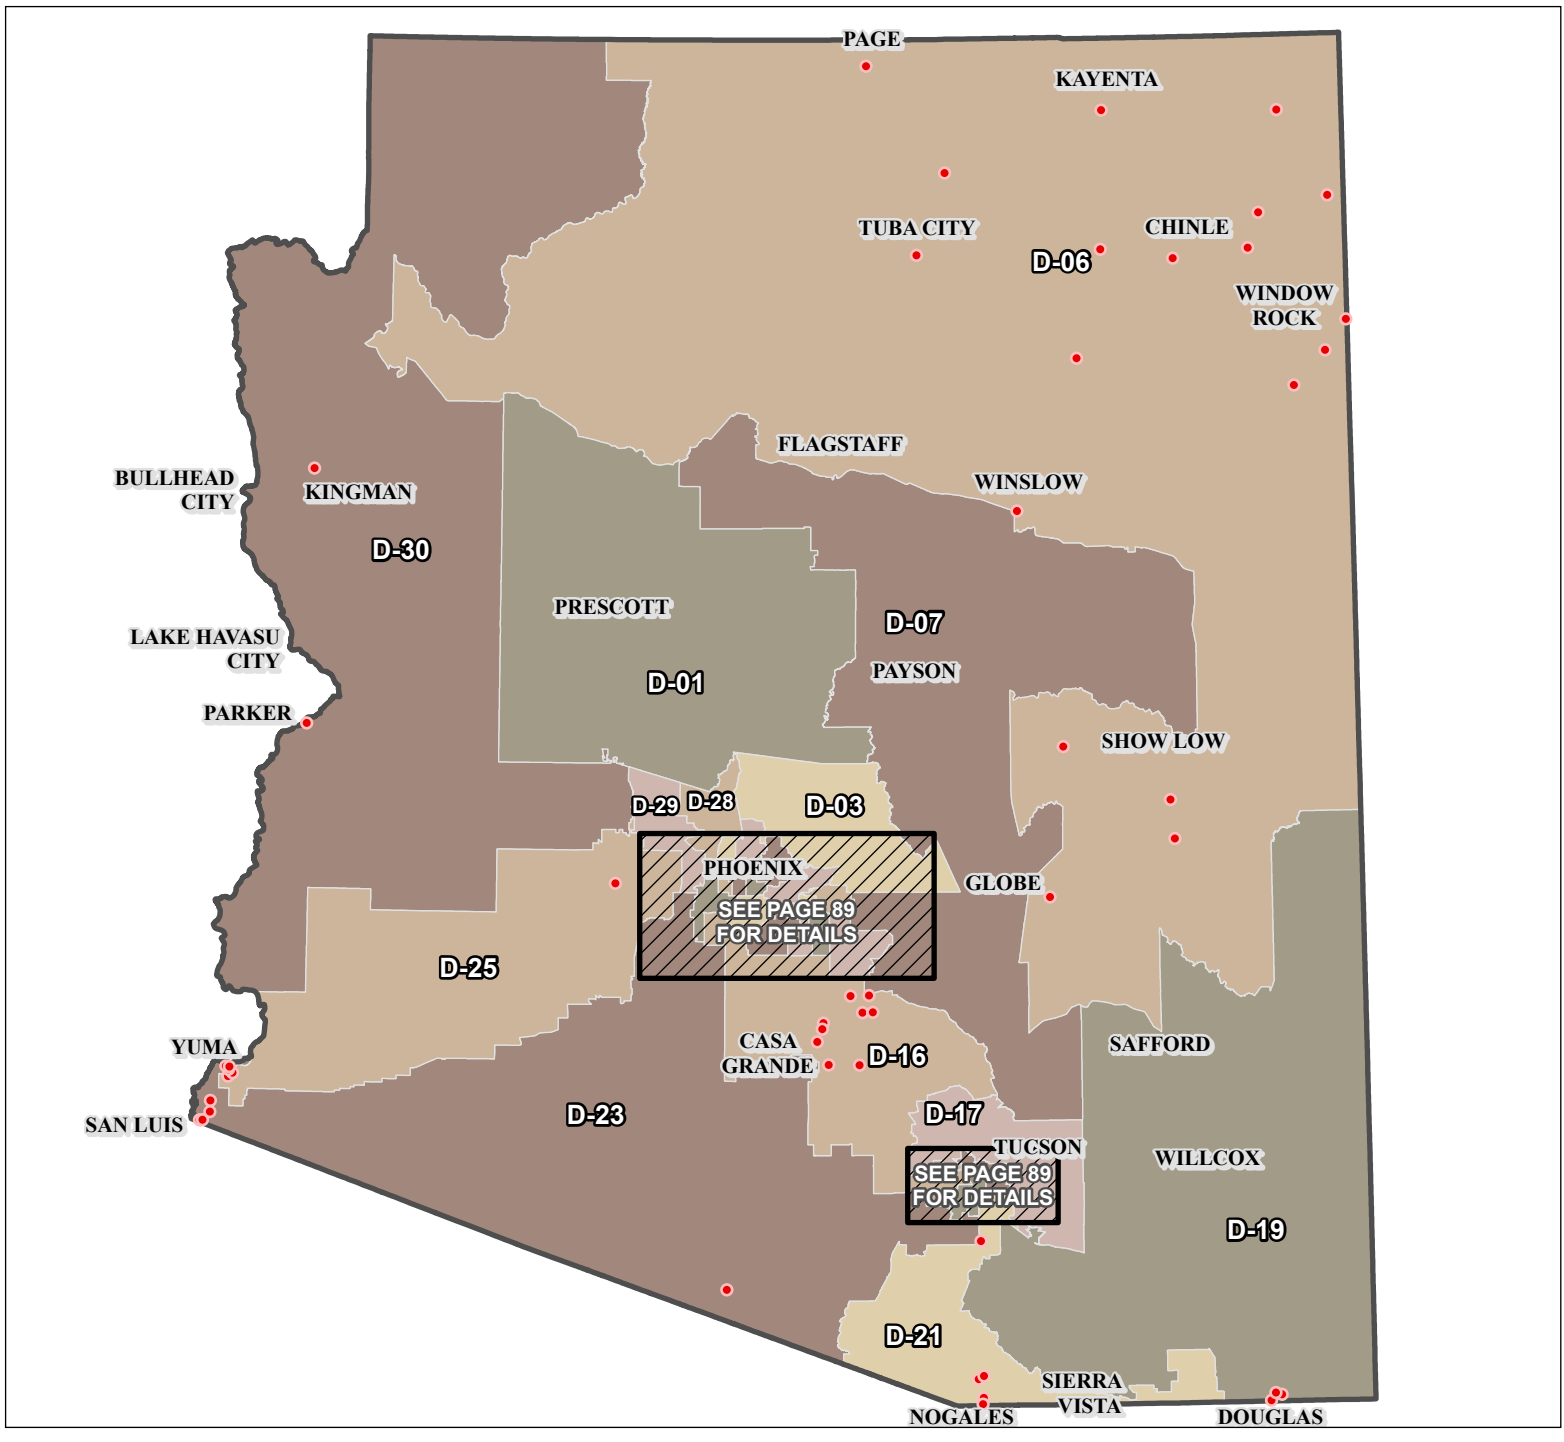 PAGE
KAYENTA
TUBA CITY
CHINLE
D-06
WINDOW
ROCK
FLAGSTAFF
WINSLOW
BULLHEAD
CITY
KINGMAN
D-30
PRESCOTT
D-07
LAKE HAVASU
CITY
PAYSON
D-01
PARKER
SHOW LOW
D-29
D-28
D-03
PHOENIX
GLOBE
SEE PAGE 89
FOR DETAILS
D-25
YUMA
CASA
GRANDE
D-16
SAFFORD
SAN LUIS
D-23
D-17
TUCSON
WILLCOX
SEE PAGE 89
FOR DETAILS
D-19
D-21
SIERRA
VISTA
NOGALES
DOUGLAS